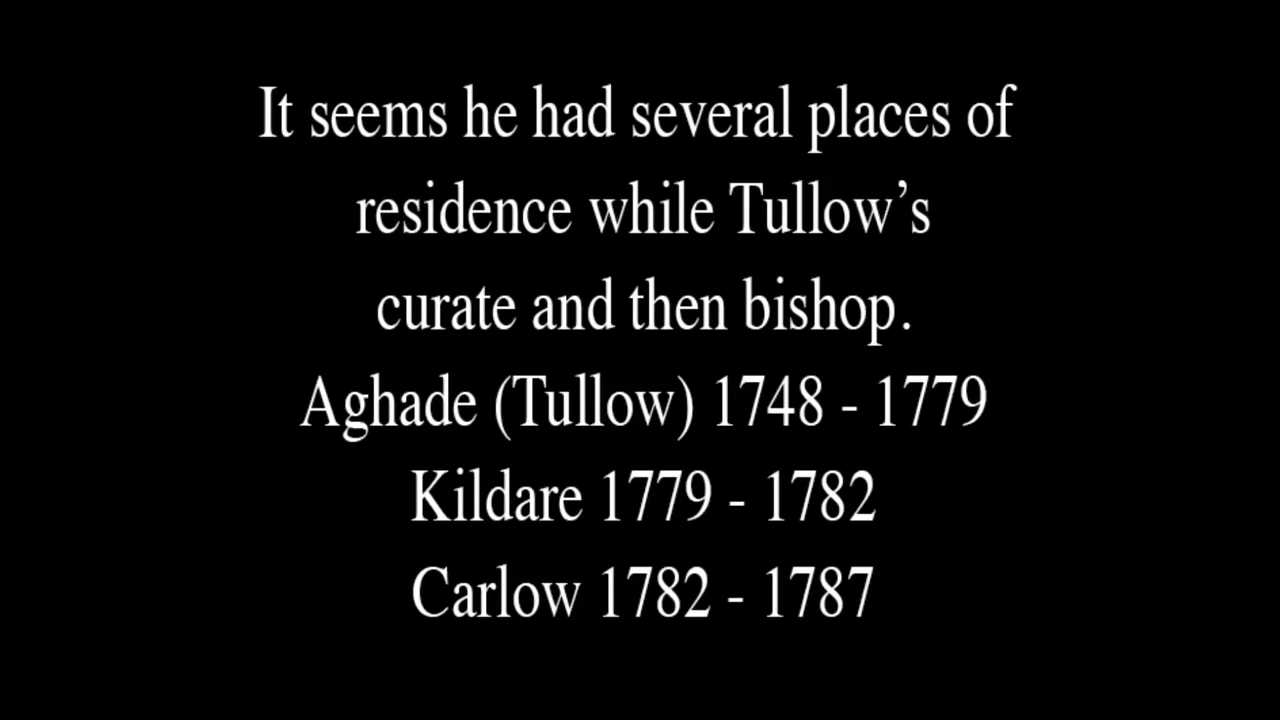 It seems he had several places of
residence while Tullow’s
curate and then bishop.
Aghade (Tullow) 1748 - 1779
Kildare 1779 - 1782
Carlow 1782 - 1787